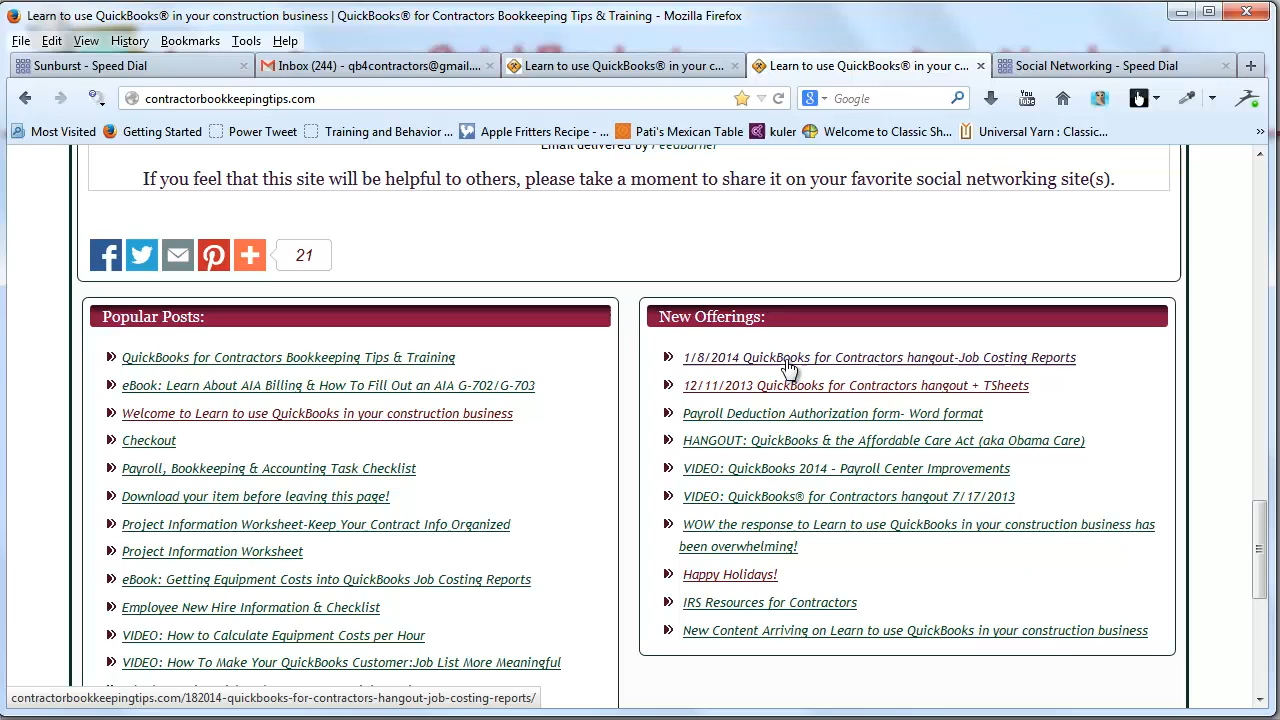 Learn to use QuickBooks® in your construction business | QuickBooks® for Contractors Bookkeeping Tips & Training - Mozilla Firefox
File Edit View History Bookmarks Tools Help
Sunburst - Speed Dial
Inbox (244) - qb4contractors@gmail....
Learn to use QuickBooks® in your c...
Learn to use QuickBooks® in your c...
Social Networking - Speed Dial
contractorbookkeepingtips.com
Google
Most Visited Getting Started Power Tweet Training and Behavior ... Apple Fritters Recipe - ... Pati's Mexican Table kuler Welcome to Classic Sh... Universal Yarn : Classic...
Email delivered by FeedBurner
If you feel that this site will be helpful to others, please take a moment to share it on your favorite social networking site(s).
21
Popular Posts:
QuickBooks for Contractors Bookkeeping Tips & Training
eBook: Learn About AIA Billing & How To Fill Out an AIA G-702/G-703
Welcome to Learn to use QuickBooks in your construction business
Checkout
Payroll, Bookkeeping & Accounting Task Checklist
Download your item before leaving this page!
Project Information Worksheet-Keep Your Contract Info Organized
Project Information Worksheet
eBook: Getting Equipment Costs into QuickBooks Job Costing Reports
Employee New Hire Information & Checklist
VIDEO: How to Calculate Equipment Costs per Hour
VIDEO: How To Make Your QuickBooks Customer:Job List More Meaningful
New Offerings:
1/8/2014 QuickBooks for Contractors hangout-Job Costing Reports
12/11/2013 QuickBooks for Contractors hangout + TSheets
Payroll Deduction Authorization form- Word format
HANGOUT: QuickBooks & the Affordable Care Act (aka Obama Care)
VIDEO: QuickBooks 2014 - Payroll Center Improvements
VIDEO: QuickBooks® for Contractors hangout 7/17/2013
WOW the response to Learn to use QuickBooks in your construction business has
been overwhelming!
Happy Holidays!
IRS Resources for Contractors
New Content Arriving on Learn to use QuickBooks in your construction business
contractorbookkeepingtips.com/182014-quickbooks-for-contractors-hangout-job-costing-reports/